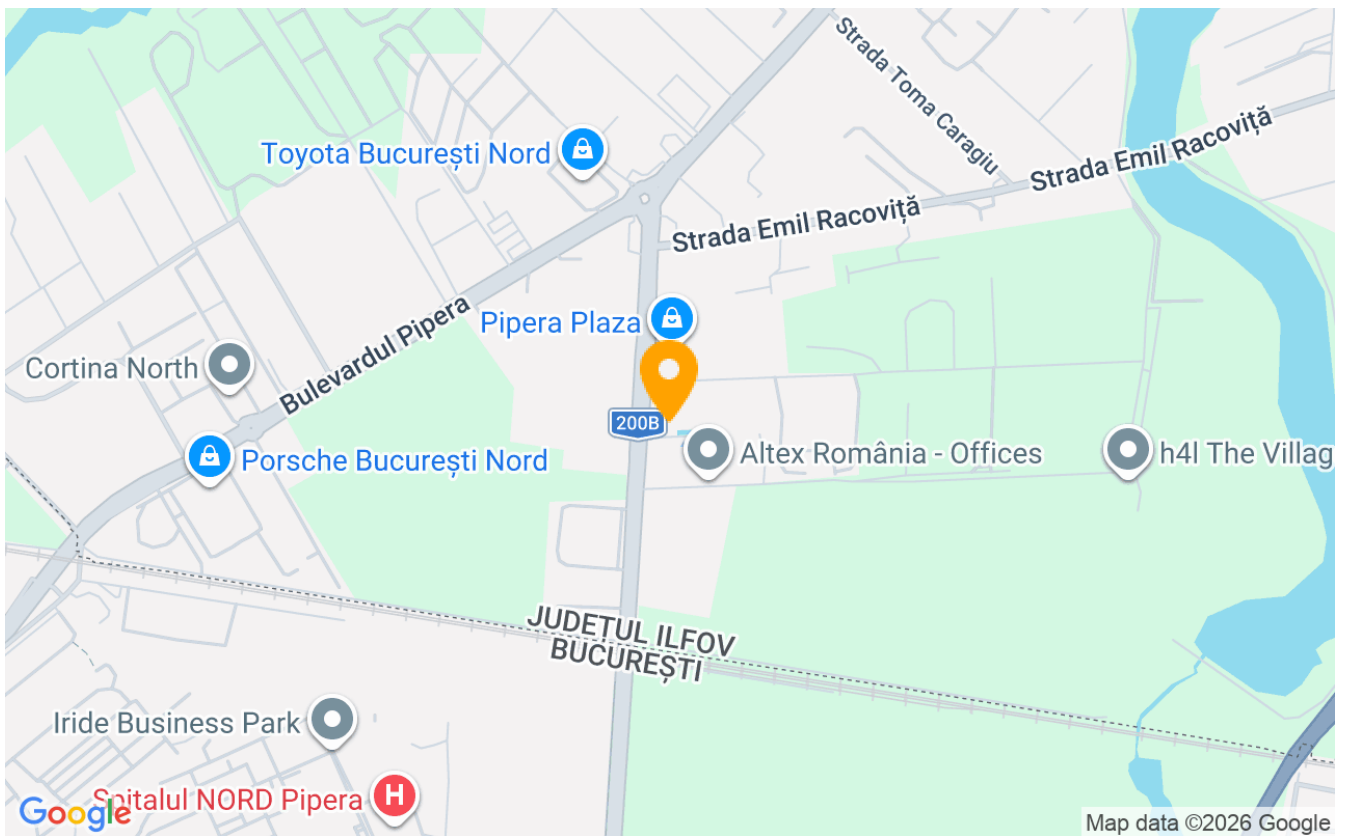 Strada Toma Caragiu
Strada Emil Racoviță
Toyota București Nord
Strada Emil Racoviță
Bulevardul Pipera
Pipera Plaza
Cortina North
200B
Altex România - Offices
h4l The Villag
Porsche București Nord
JUDEȚUL ILFOV
BUCUREȘTI
Iride Business Park
Spitalul NORD Pipera
H
Google
Map data ©2026 Google